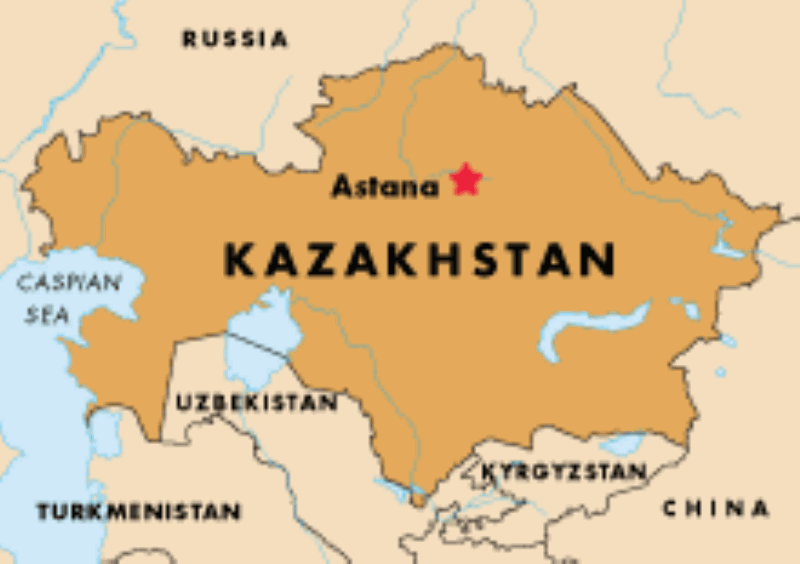 RUSSIA
Astana
KAZAKHSTAN
CASPIAN
SEA
UZBEKISTAN
KYRGYZSTAN
TURKMENISTAN
CHINA